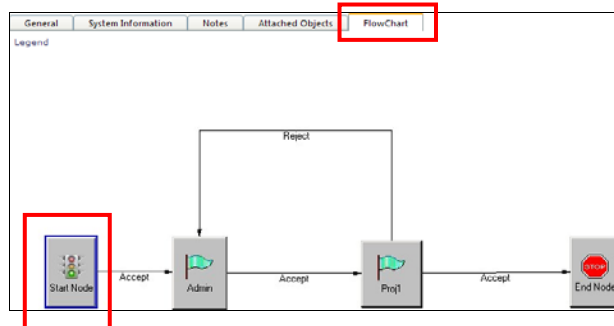 General System Information Notes Attached Objects FlowChart
Legend
Reject
Accept Accept Accept
Start Node Admin Proj1 End Node
STOP